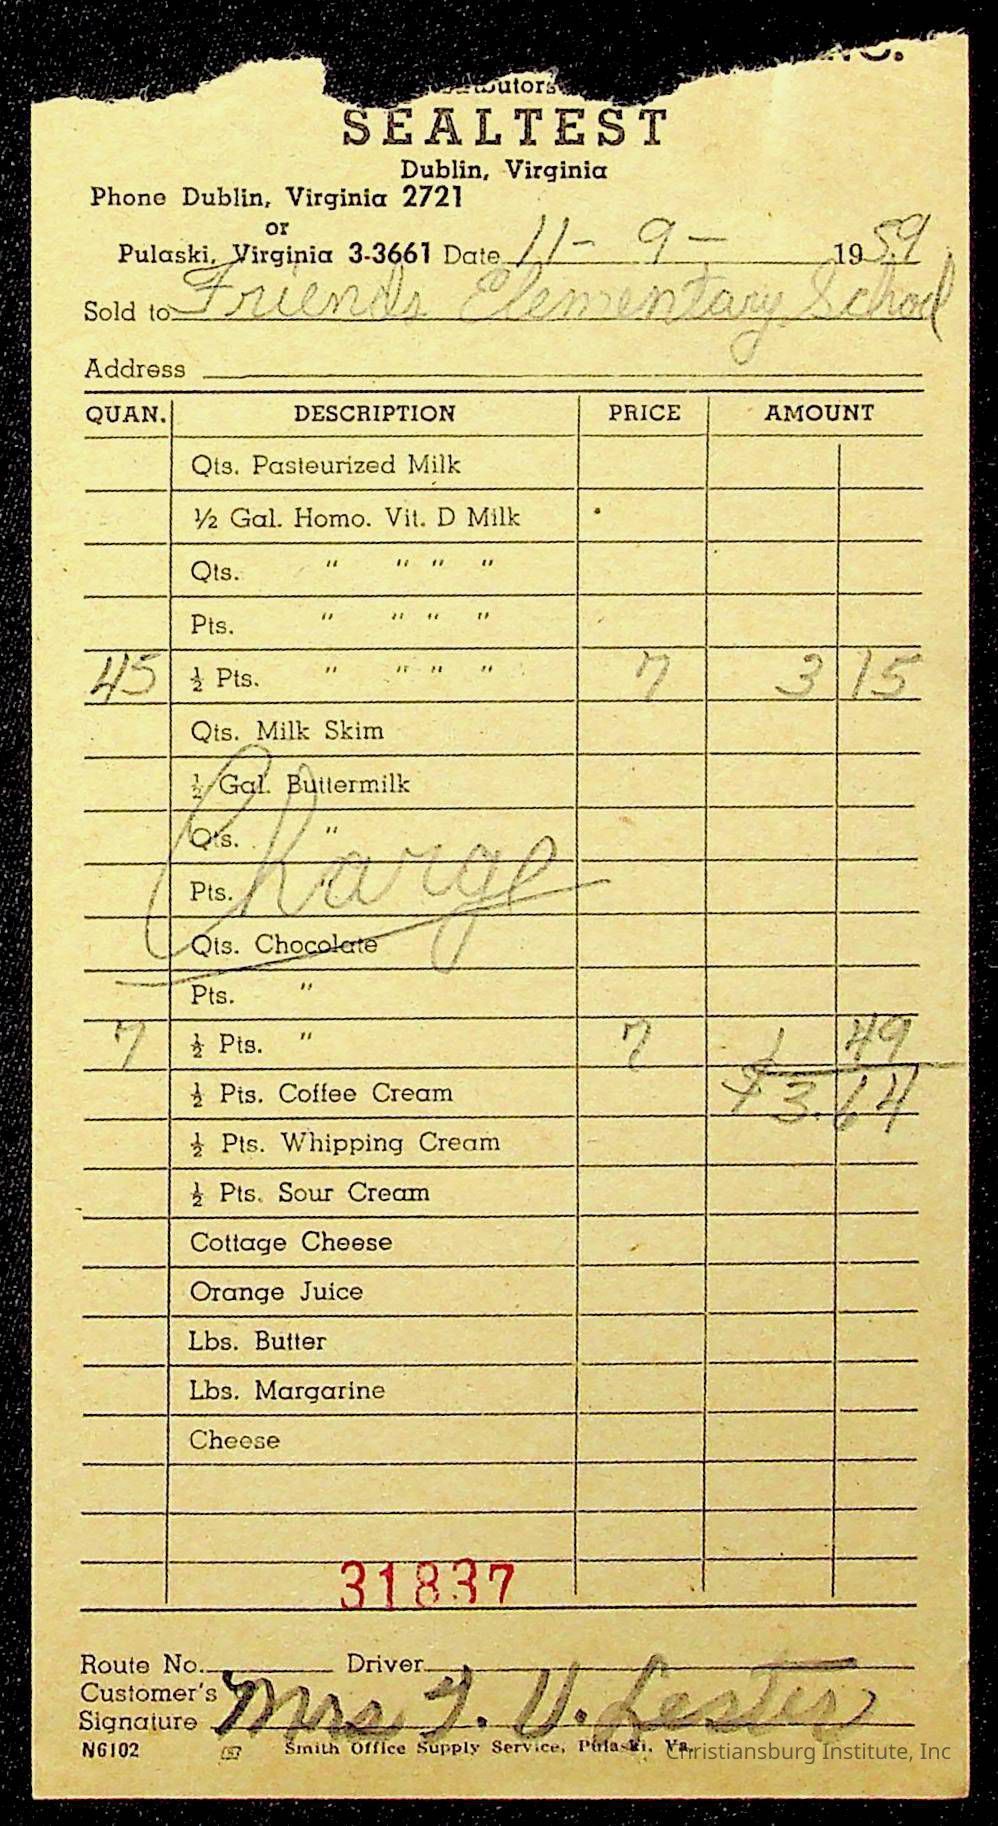 INC.
SEALTEST
Dublin, Virginia
Phone Dublin, Virginia 2721
or
Pulaski, Virginia 3-3661 Date 11-9- 1959
Sold to Friends Elementary School
Address
QUAN. DESCRIPTION PRICE AMOUNT
Qts. Pasteurized Milk
½ Gal. Homo. Vit. D Milk
Qts. " " " "
Pts. " " " "
45 ½ Pts. " " " " 7 3 15
Qts. Milk Skim
½ Gal. Buttermilk
Qts. "
Charge
Pts. "
Qts. Chocolate
Pts. "
7 ½ Pts. " 7 49
½ Pts. Coffee Cream $3.64
½ Pts. Whipping Cream
½ Pts. Sour Cream
Cottage Cheese
Orange Juice
Lbs. Butter
Lbs. Margarine
Cheese
31837
Route No. Driver
Customer's
Signature Mrs. V. Lester
N6102 Smith Office Supply Service, Pulaski, Va.
Christiansburg Institute, Inc